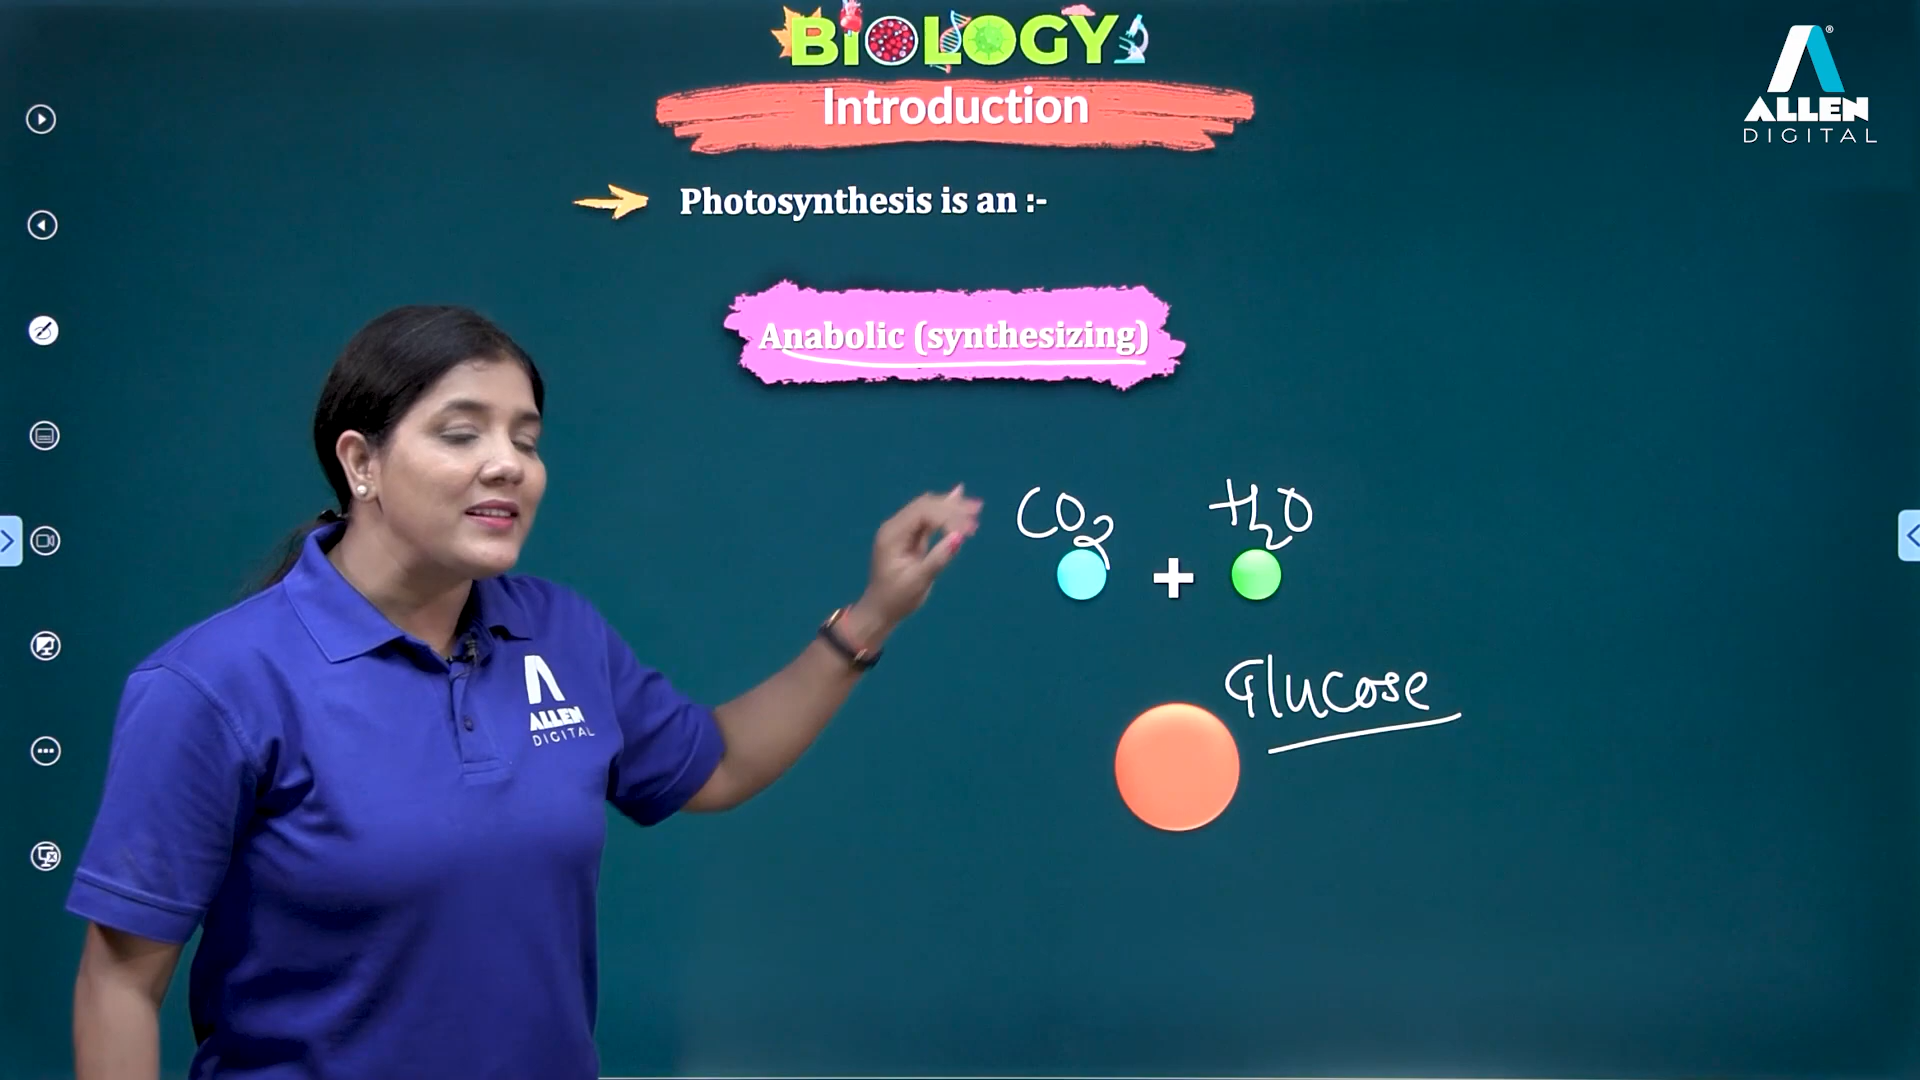 BIOLOGY
Introduction
ALLEN
DIGITAL
Photosynthesis is an :-
Anabolic (synthesizing)
CO2 H2O
+
Glucose
ALLEN
DIGITAL